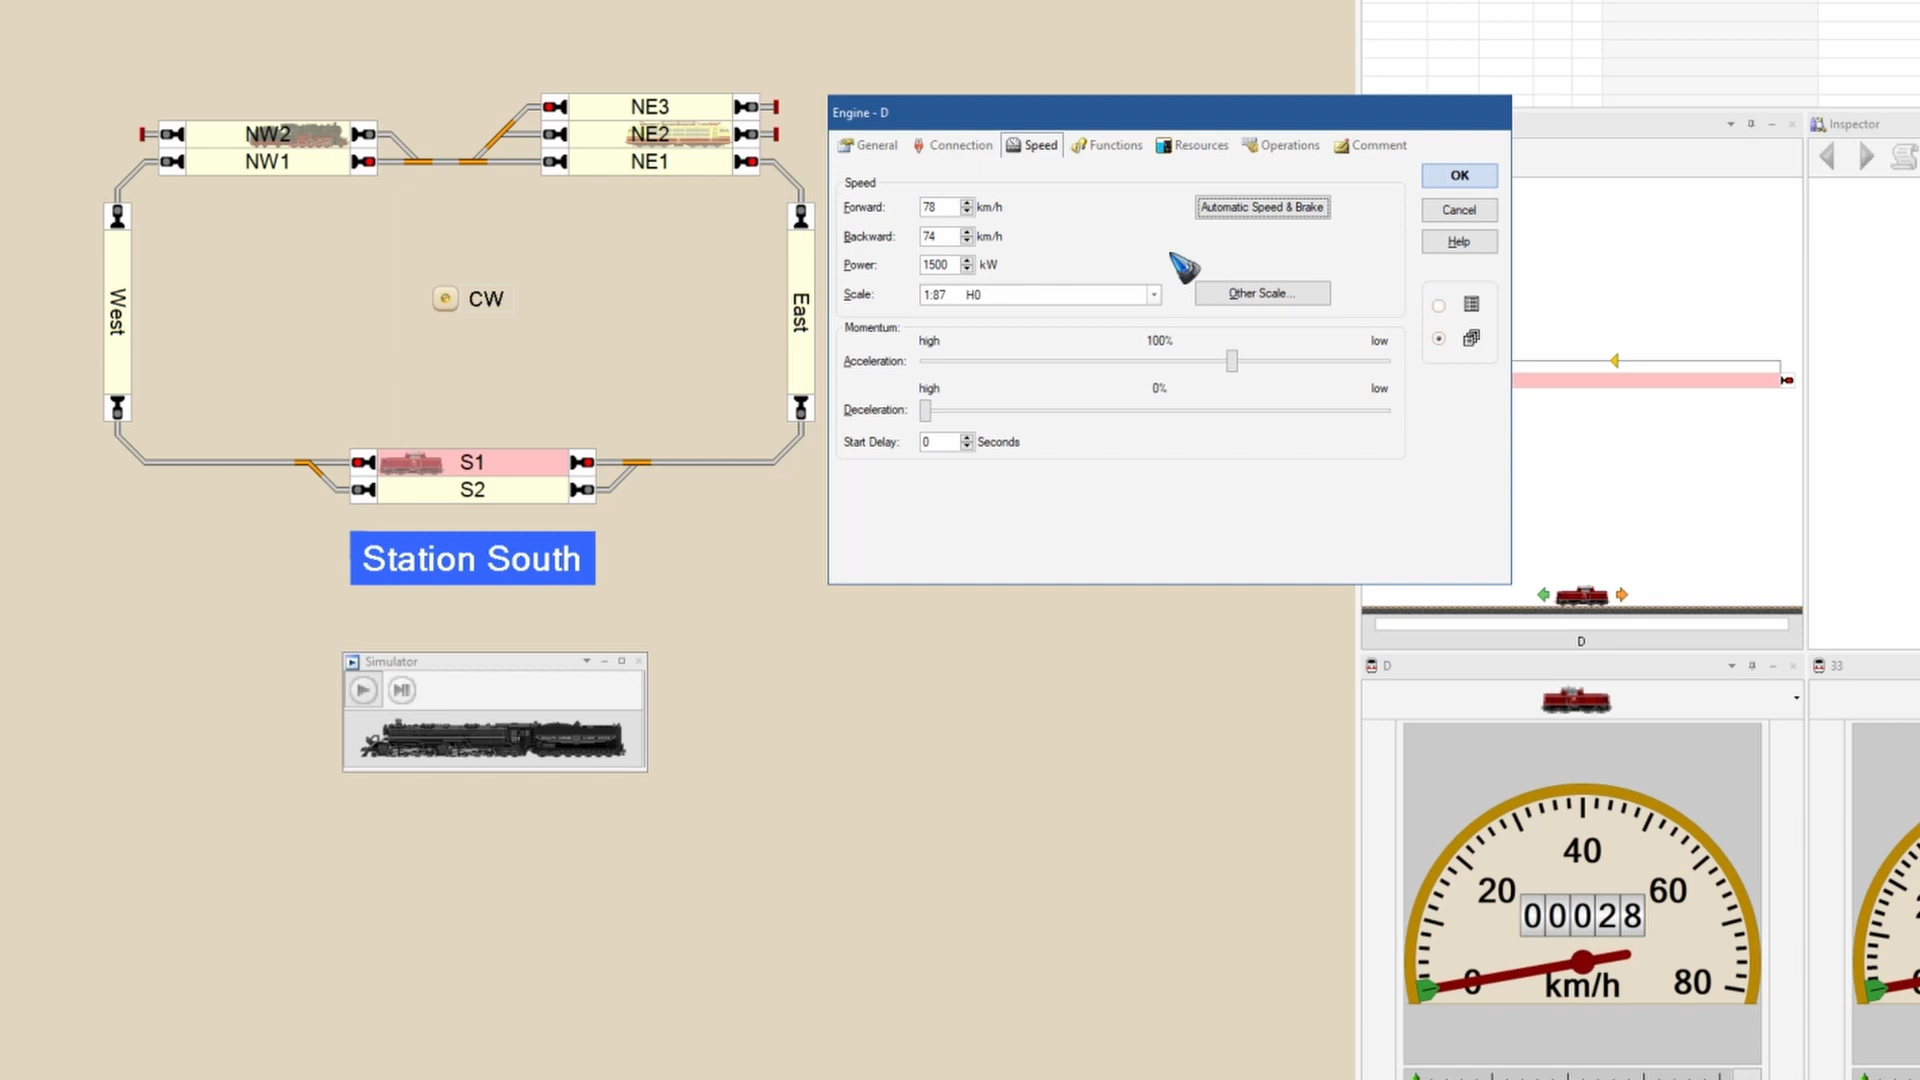 NE3
NW2
NE2
NW1
NE1
West
CW
East
S1
S2
Station South
Simulator
Engine - D
General
Connection
Speed
Functions
Resources
Operations
Comment
Speed
Forward:
78
km/h
Automatic Speed & Brake
Backward:
74
km/h
Power:
1500
kW
Scale:
1:87 H0
Other Scale...
Momentum:
high
100%
low
Acceleration:
high
0%
low
Deceleration:
Start Delay:
0
Seconds
OK
Cancel
Help
Inspector
D
D
33
0
20
40
60
80
00028
km/h